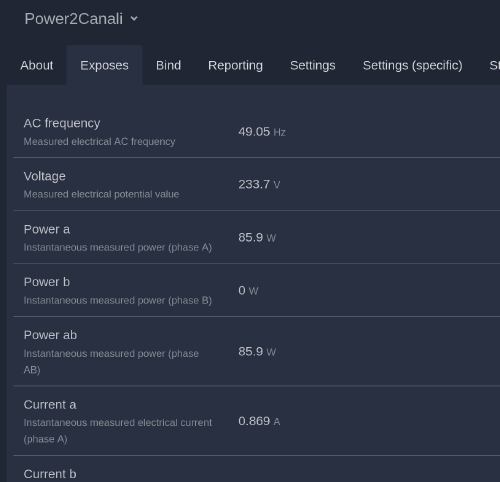 Power2Canali
About Exposes Bind Reporting Settings Settings (specific)
AC frequency
Measured electrical AC frequency
49.05 Hz
Voltage
Measured electrical potential value
233.7 V
Power a
Instantaneous measured power (phase A)
85.9 W
Power b
Instantaneous measured power (phase B)
0 W
Power ab
Instantaneous measured power (phase
AB)
85.9 W
Current a
Instantaneous measured electrical current
(phase A)
0.869 A
Current b